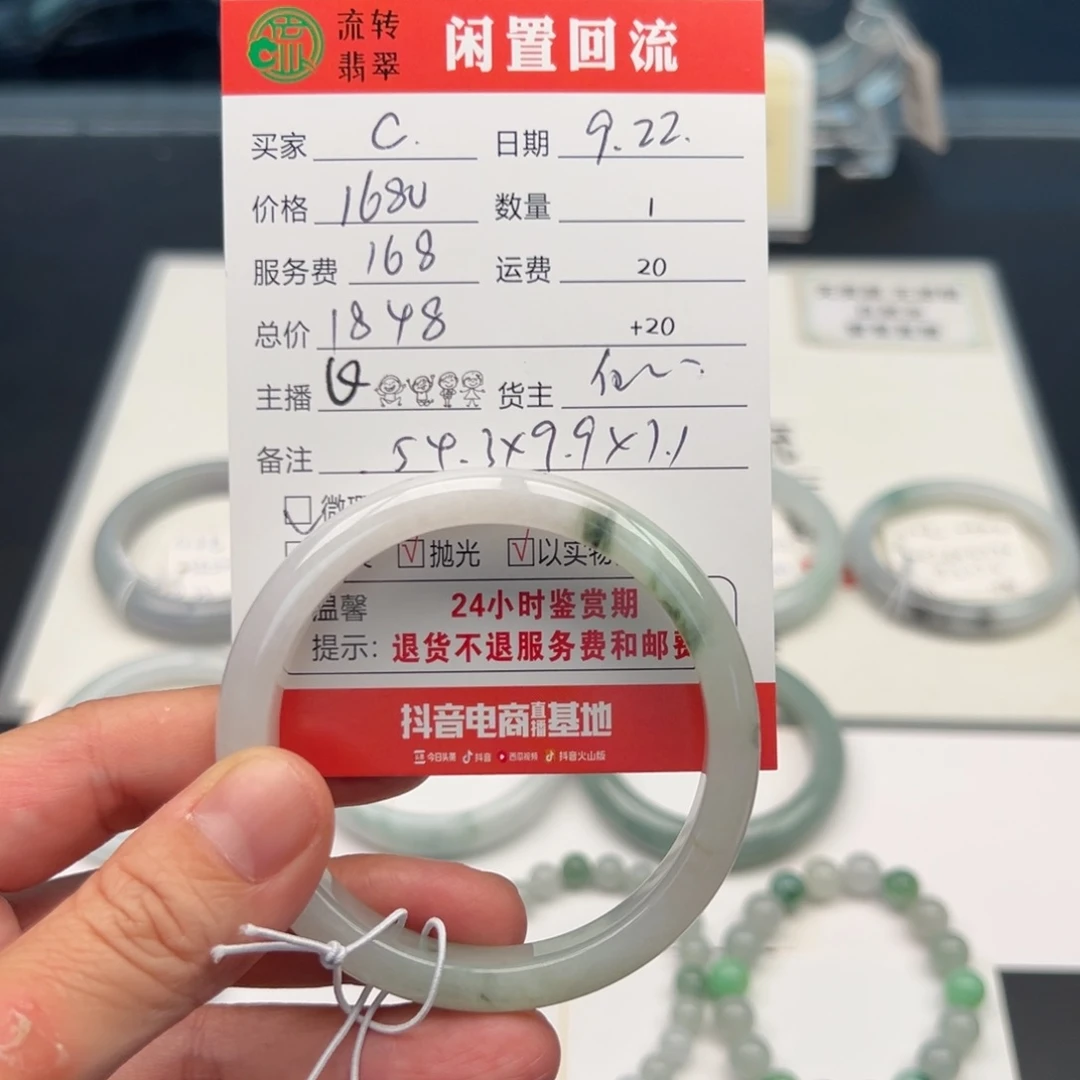 流转
翡翠
闲置回流
买家 C. 日期 9.22.
价格 1680 数量 1
服务费 168 运费 20
总价 1848 +20
主播 货主
备注 54.3×9.9×7.1
微
抛光 以实物
温馨 24小时鉴赏期
提示: 退货不退服务费和邮费
抖音电商直播基地
今日头条 抖音 西瓜视频 抖音火山版